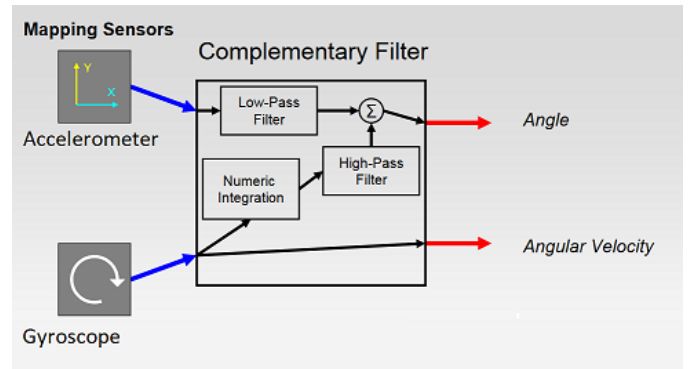 Mapping Sensors
Complementary Filter
Y
X
Accelerometer
Low-Pass
Filter
Σ
Angle
Numeric
Integration
High-Pass
Filter
Angular Velocity
Gyroscope